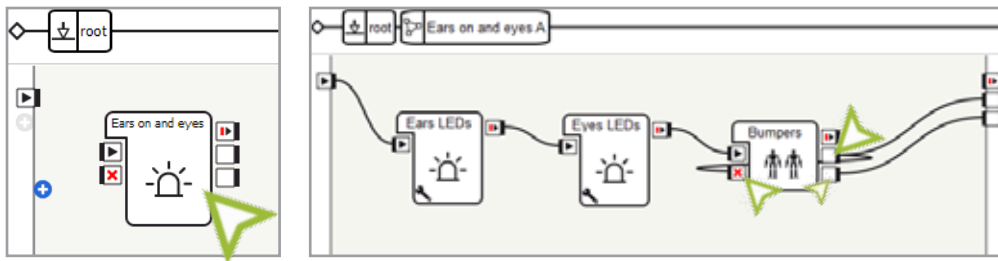 root
Ears on and eyes
root
Ears on and eyes A
Ears LEDs
Eyes LEDs
Bumpers